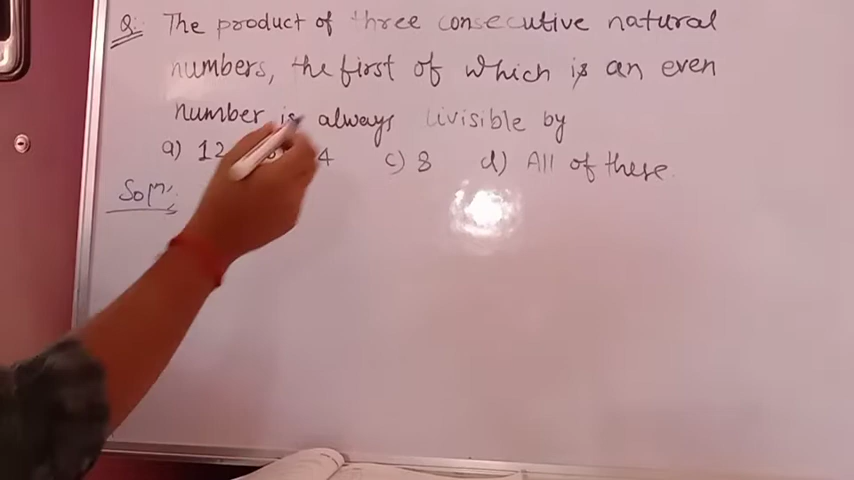 Q: The product of three consecutive natural
numbers, the first of which is an even
number is always divisible by
a) 12 4 c) 8 d) All of these.
Soln.